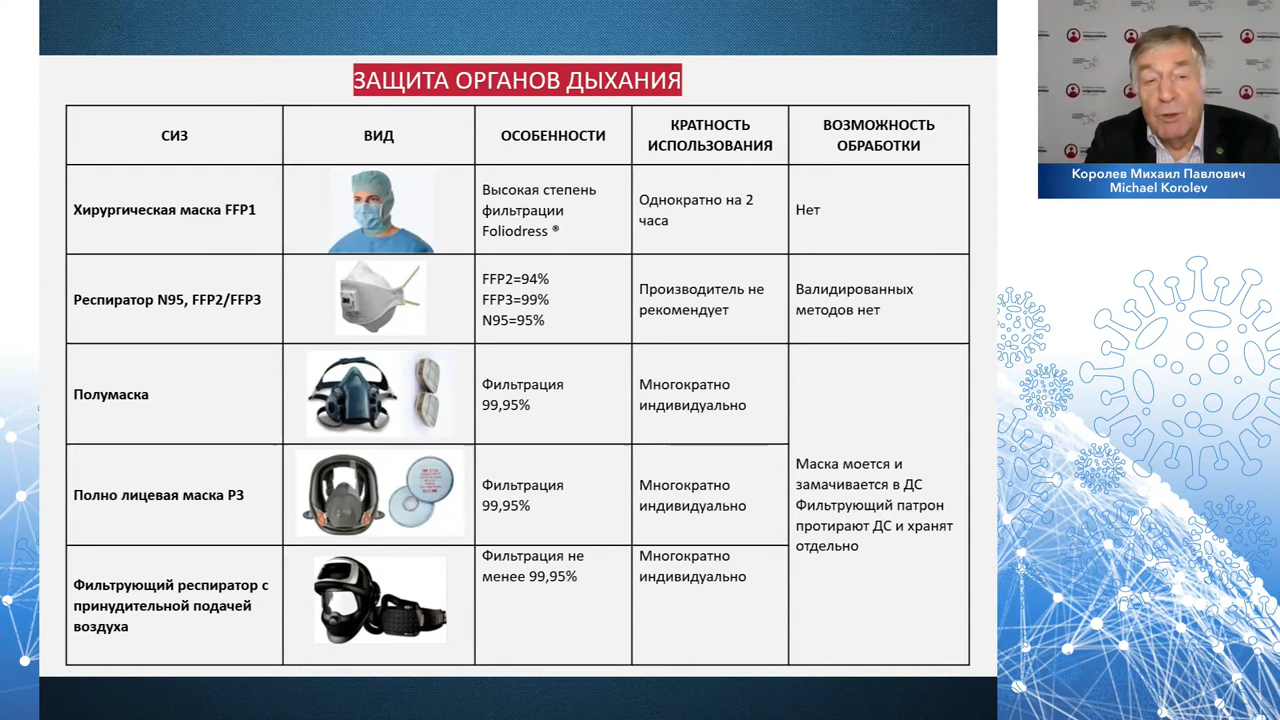 ЗАЩИТА ОРГАНОВ ДЫХАНИЯ
СИЗ
ВИД
ОСОБЕННОСТИ
КРАТНОСТЬ
ИСПОЛЬЗОВАНИЯ
ВОЗМОЖНОСТЬ
ОБРАБОТКИ
Хирургическая маска FFP1
Высокая степень
фильтрации
Foliodress ®
Однократно на 2
часа
Нет
Респиратор N95, FFP2/FFP3
FFP2=94%
FFP3=99%
N95=95%
Производитель не
рекомендует
Валидированных
методов нет
Полумаска
Фильтрация
99,95%
Многократно
индивидуально
Полно лицевая маска P3
Фильтрация
99,95%
Многократно
индивидуально
Маска моется и
замачивается в ДС
Фильтрующий патрон
протирают ДС и хранят
отдельно
Фильтрующий респиратор с
принудительной подачей
воздуха
Фильтрация не
менее 99,95%
Многократно
индивидуально
Королев Михаил Павлович
Michael Korolev